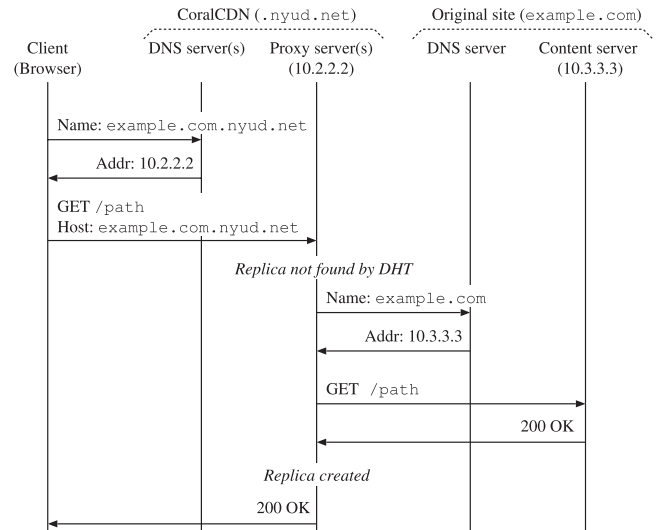 CoralCDN (.nyud.net)
Original site (example.com)
Client
(Browser)
DNS server(s)
Proxy server(s)
(10.2.2.2)
DNS server
Content server
(10.3.3.3)
Name: example.com.nyud.net
Addr: 10.2.2.2
GET /path
Host: example.com.nyud.net
Replica not found by DHT
Name: example.com
Addr: 10.3.3.3
GET /path
200 OK
Replica created
200 OK